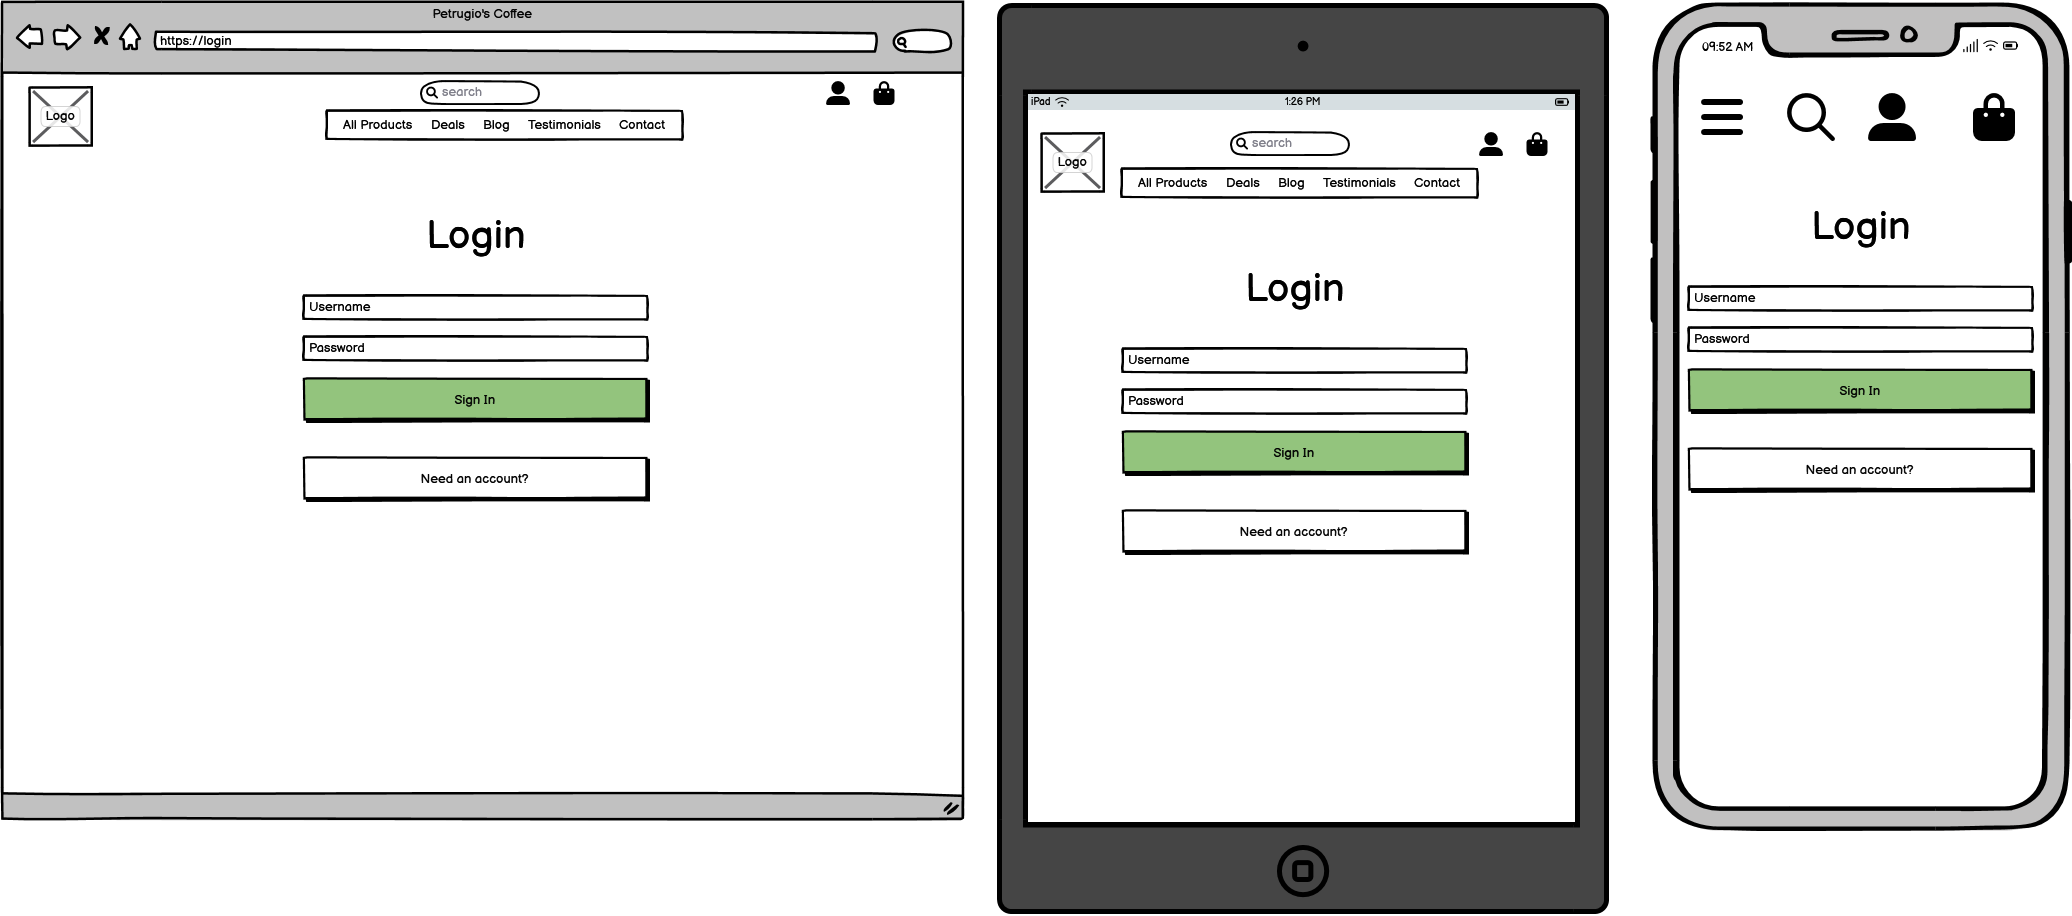 Petrugio's Coffee
https://login
search
Logo
All Products Deals Blog Testimonials Contact
Login
Username
Password
Sign In
Need an account?
iPad 1:26 PM
search
Logo
All Products Deals Blog Testimonials Contact
Login
Username
Password
Sign In
Need an account?
09:52 AM
Login
Username
Password
Sign In
Need an account?